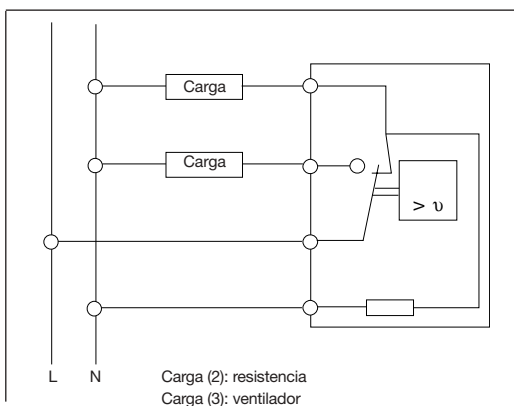 Carga
Carga
> υ
L N
Carga (2): resistencia
Carga (3): ventilador